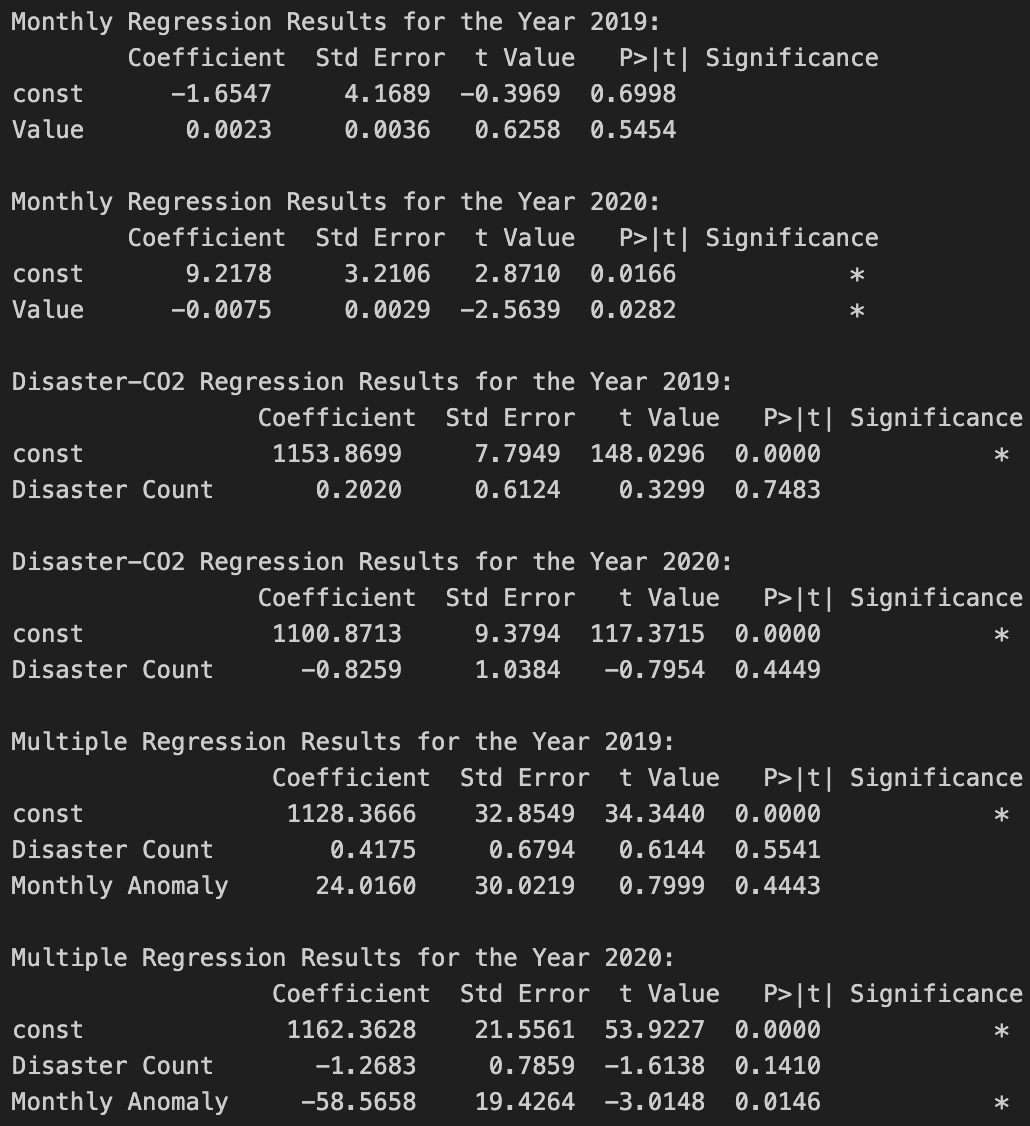 Monthly Regression Results for the Year 2019:
Coefficient Std Error t Value P>|t| Significance
const -1.6547 4.1689 -0.3969 0.6998
Value 0.0023 0.0036 0.6258 0.5454
Monthly Regression Results for the Year 2020:
Coefficient Std Error t Value P>|t| Significance
const 9.2178 3.2106 2.8710 0.0166 *
Value -0.0075 0.0029 -2.5639 0.0282 *
Disaster-CO2 Regression Results for the Year 2019:
Coefficient Std Error t Value P>|t| Significance
const 1153.8699 7.7949 148.0296 0.0000 *
Disaster Count 0.2020 0.6124 0.3299 0.7483
Disaster-CO2 Regression Results for the Year 2020:
Coefficient Std Error t Value P>|t| Significance
const 1100.8713 9.3794 117.3715 0.0000 *
Disaster Count -0.8259 1.0384 -0.7954 0.4449
Multiple Regression Results for the Year 2019:
Coefficient Std Error t Value P>|t| Significance
const 1128.3666 32.8549 34.3440 0.0000 *
Disaster Count 0.4175 0.6794 0.6144 0.5541
Monthly Anomaly 24.0160 30.0219 0.7999 0.4443
Multiple Regression Results for the Year 2020:
Coefficient Std Error t Value P>|t| Significance
const 1162.3628 21.5561 53.9227 0.0000 *
Disaster Count -1.2683 0.7859 -1.6138 0.1410
Monthly Anomaly -58.5658 19.4264 -3.0148 0.0146 *